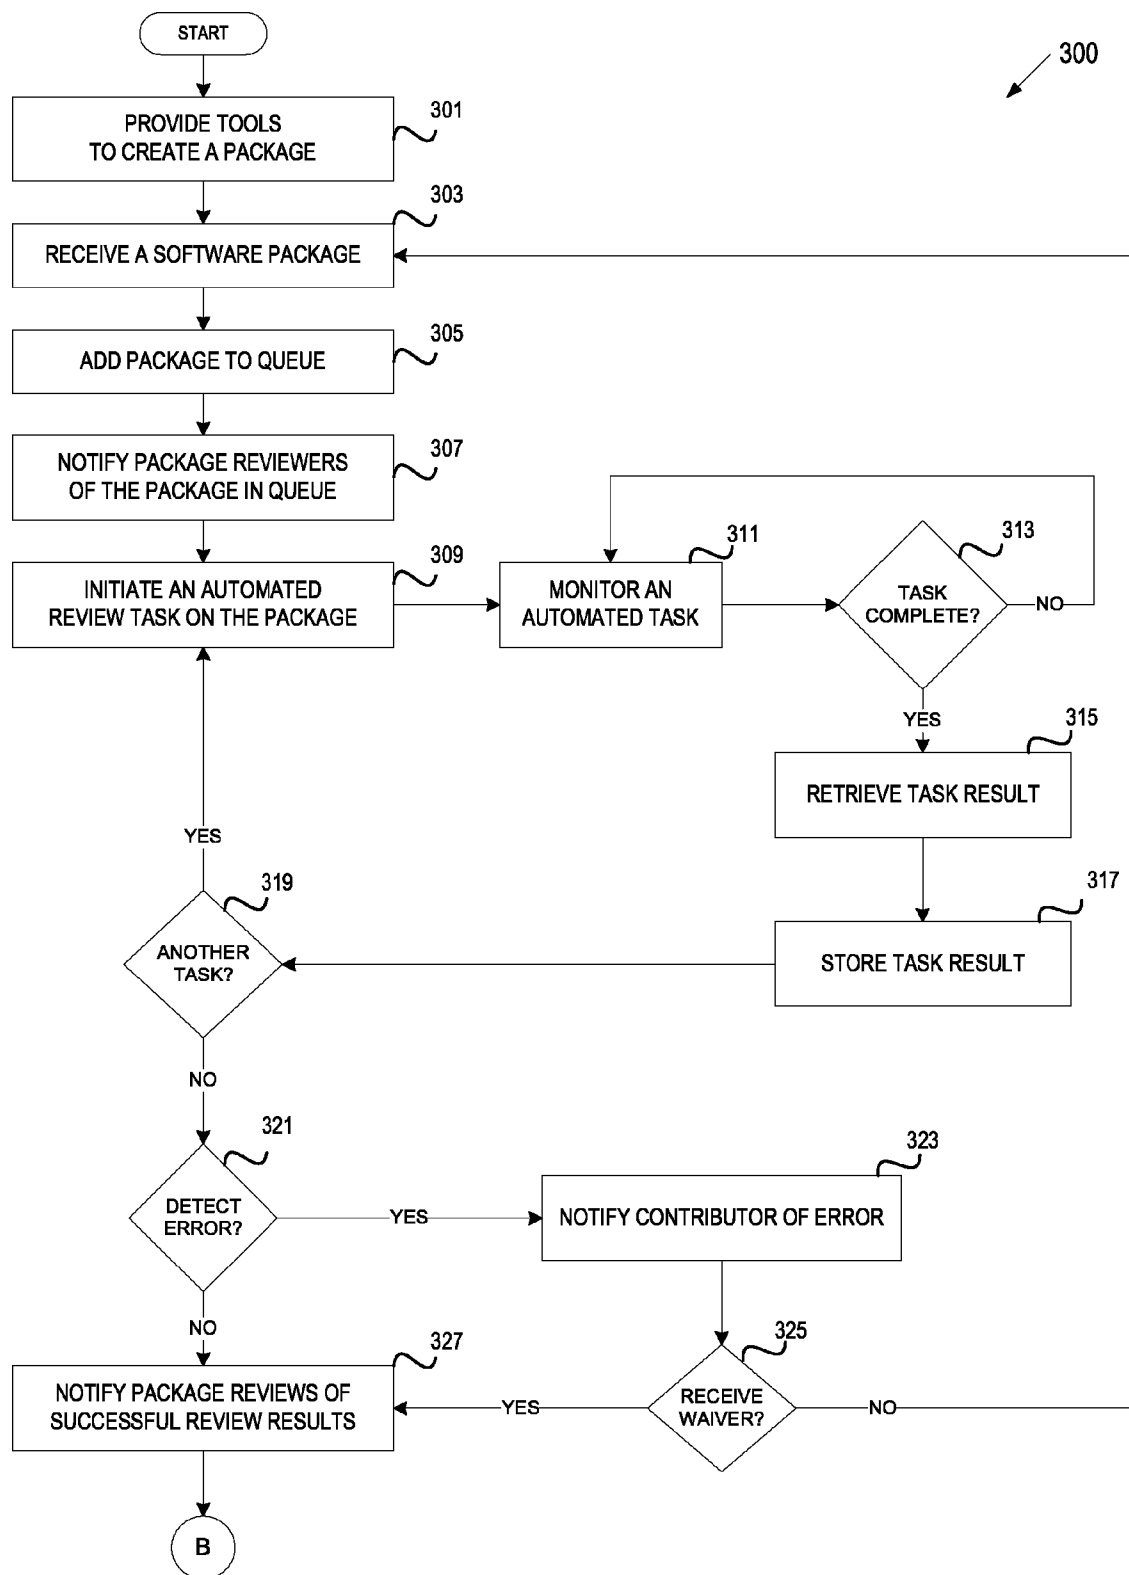 START
300
301
PROVIDE TOOLS
TO CREATE A PACKAGE
303
RECEIVE A SOFTWARE PACKAGE
305
ADD PACKAGE TO QUEUE
307
NOTIFY PACKAGE REVIEWERS
OF THE PACKAGE IN QUEUE
309
INITIATE AN AUTOMATED
REVIEW TASK ON THE PACKAGE
311
MONITOR AN
AUTOMATED TASK
313
TASK
COMPLETE?
NO
YES
315
RETRIEVE TASK RESULT
317
STORE TASK RESULT
YES
319
ANOTHER
TASK?
NO
321
DETECT
ERROR?
YES
323
NOTIFY CONTRIBUTOR OF ERROR
NO
325
RECEIVE
WAIVER?
YES
NO
327
NOTIFY PACKAGE REVIEWS OF
SUCCESSFUL REVIEW RESULTS
B